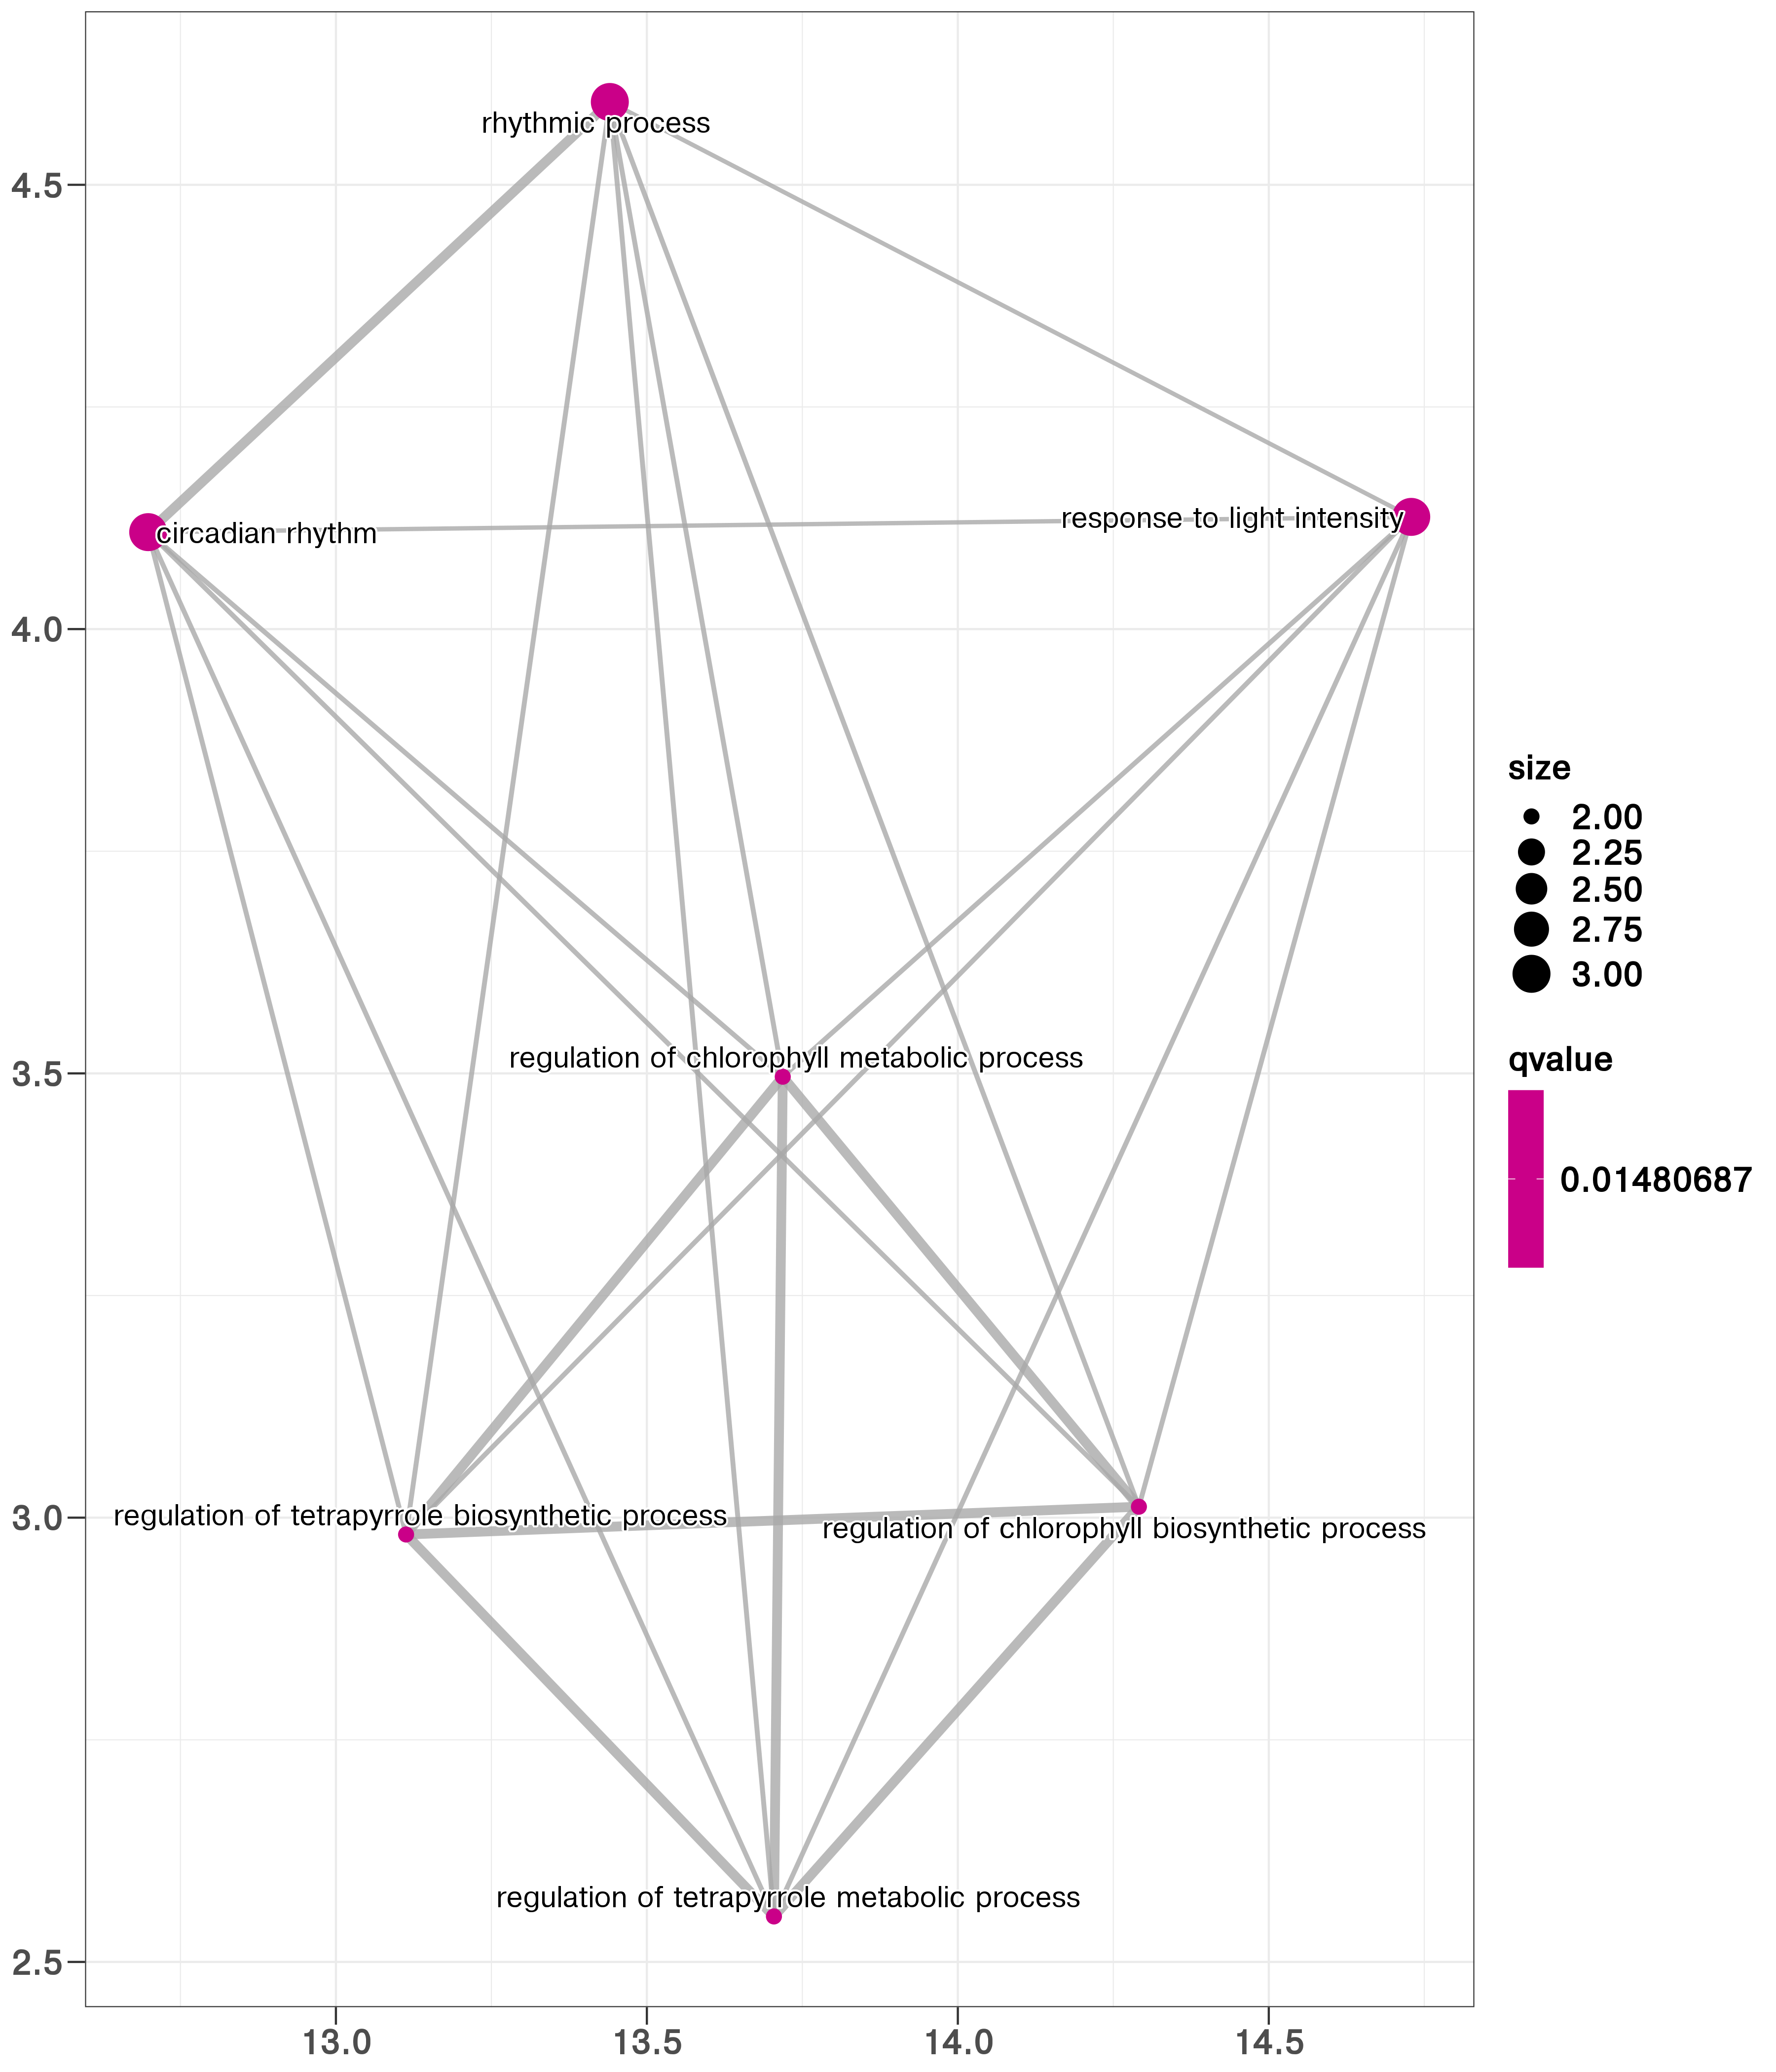 rhythmic process
4.5
circadian rhythm
response to light intensity
4.0
size
2.00
2.25
2.50
2.75
3.00
regulation of chlorophyll metabolic process
3.5
qvalue
0.01480687
regulation of tetrapyrrole biosynthetic process
3.0
regulation of chlorophyll biosynthetic process
regulation of tetrapyrrole metabolic process
2.5
13.0 13.5 14.0 14.5